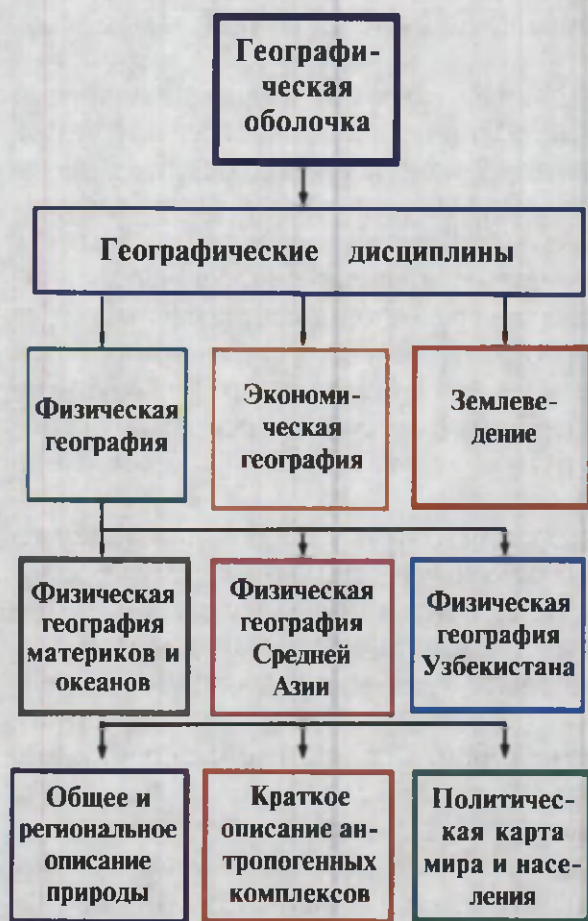 Географи-
ческая
оболочка
Географические дисциплины
Физическая
география
Экономи-
ческая
география
Землеве-
дение
Физическая
география
материков и
океанов
Физическая
география
Средней
Азии
Физическая
география
Узбекистана
Общее и
региональное
описание
природы
Краткое
описание ан-
тропогенных
комплексов
Политичес-
кая карта
мира и насе-
ления